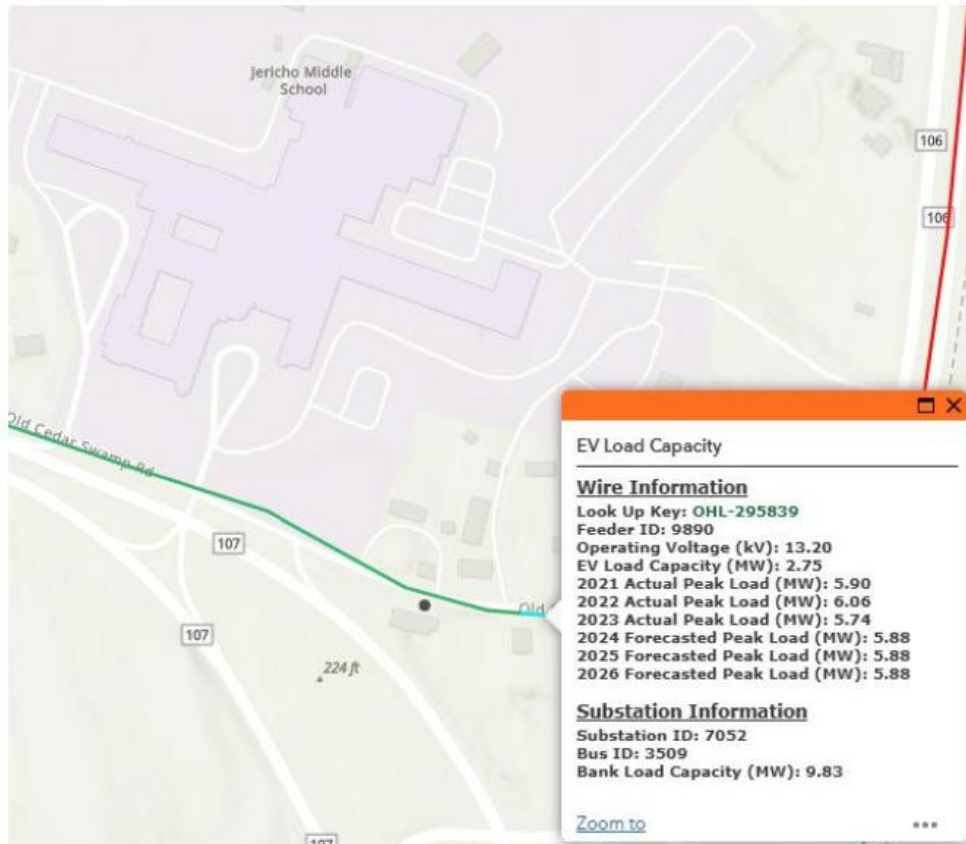 Jericho Middle
School
106
106
Old Cedar Swamp Rd
107
Old
107
224 ft
107
EV Load Capacity
Wire Information
Look Up Key: OHL-295839
Feeder ID: 9890
Operating Voltage (kV): 13.20
EV Load Capacity (MW): 2.75
2021 Actual Peak Load (MW): 5.90
2022 Actual Peak Load (MW): 6.06
2023 Actual Peak Load (MW): 5.74
2024 Forecasted Peak Load (MW): 5.88
2025 Forecasted Peak Load (MW): 5.88
2026 Forecasted Peak Load (MW): 5.88
Substation Information
Substation ID: 7052
Bus ID: 3509
Bank Load Capacity (MW): 9.83
Zoom to